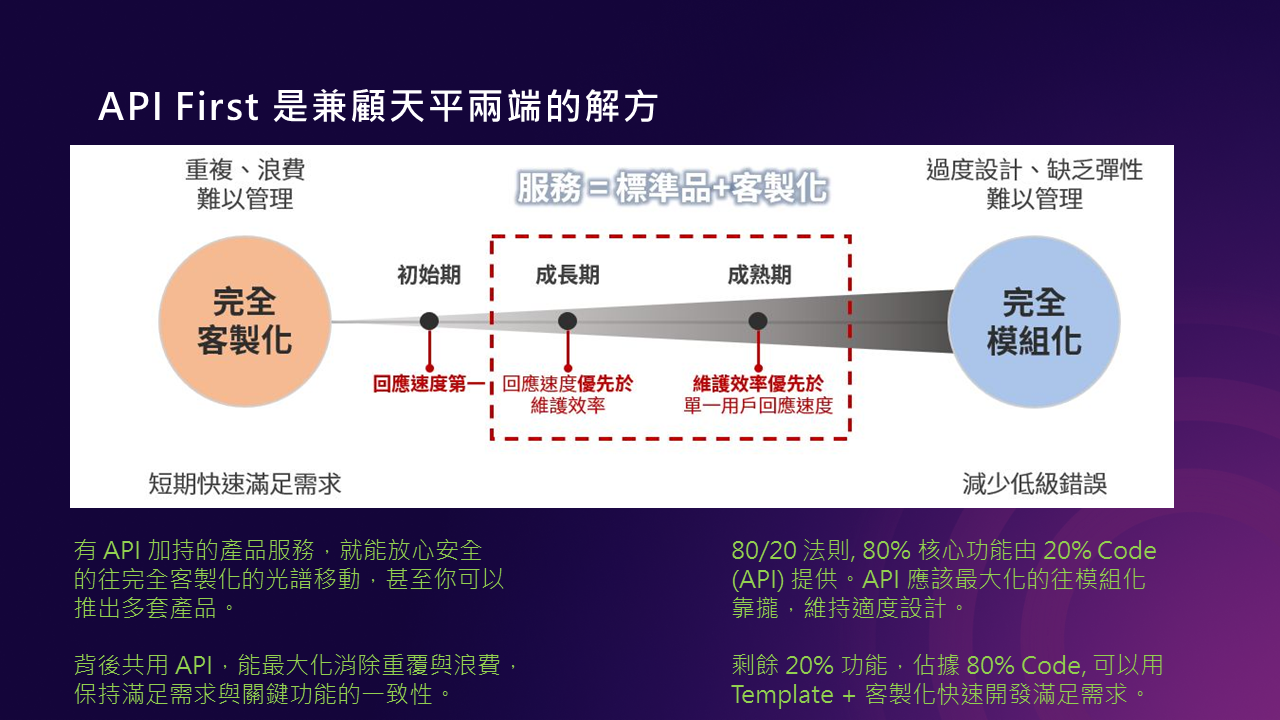 API First 是兼顧天平兩端的解方
重複、浪費
難以管理
服務 = 標準品+客製化
過度設計、缺乏彈性
難以管理
完全
客製化
初始期
成長期
成熟期
完全
模組化
回應速度第一
回應速度優先於
維護效率
維護效率優先於
單一用戶回應速度
短期快速滿足需求
減少低級錯誤
有 API 加持的產品服務，就能放心安全
的往完全客製化的光譜移動，甚至你可以
推出多套產品。
背後共用 API，能最大化消除重覆與浪費，
保持滿足需求與關鍵功能的一致性。
80/20 法則, 80% 核心功能由 20% Code
(API) 提供。API 應該最大化的往模組化
靠攏，維持適度設計。
剩餘 20% 功能，佔據 80% Code, 可以用
Template + 客製化快速開發滿足需求。